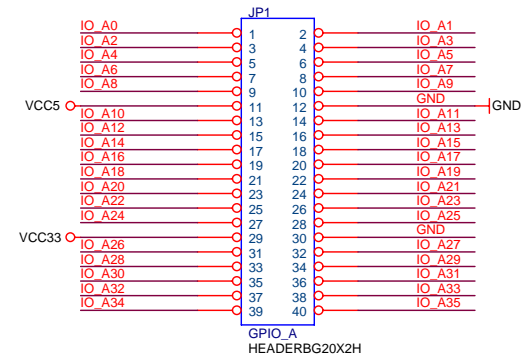 JP1
IO_A0 1 2 IO_A1
IO_A2 3 4 IO_A3
IO_A4 5 6 IO_A5
IO_A6 7 8 IO_A7
IO_A8 9 10 IO_A9
VCC5 11 12 GND GND
IO_A10 13 14 IO_A11
IO_A12 15 16 IO_A13
IO_A14 17 18 IO_A15
IO_A16 19 20 IO_A17
IO_A18 21 22 IO_A19
IO_A20 23 24 IO_A21
IO_A22 25 26 IO_A23
IO_A24 27 28 IO_A25
VCC33 29 30 GND
IO_A26 31 32 IO_A27
IO_A28 33 34 IO_A29
IO_A30 35 36 IO_A31
IO_A32 37 38 IO_A33
IO_A34 39 40 IO_A35
GPIO_A
HEADERBG20X2H